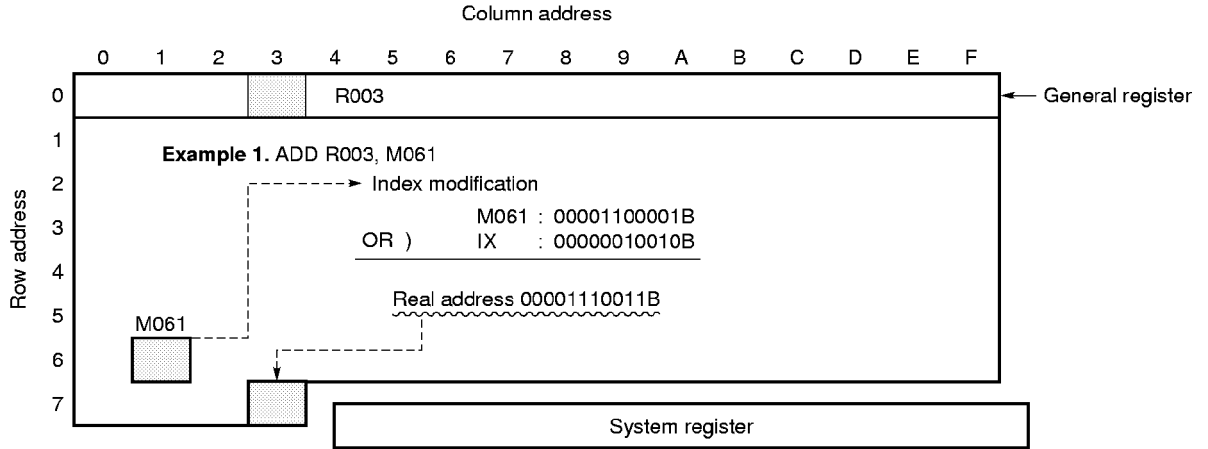 Column address
0 1 2 3 4 5 6 7 8 9 A B C D E F
0 R003 General register
1
Example 1. ADD R003, M061
2 Index modification
M061 : 00001100001B
3
OR ) IX : 00000010010B
4
Row address
Real address 00001110011B
5
M061
6
7
System register